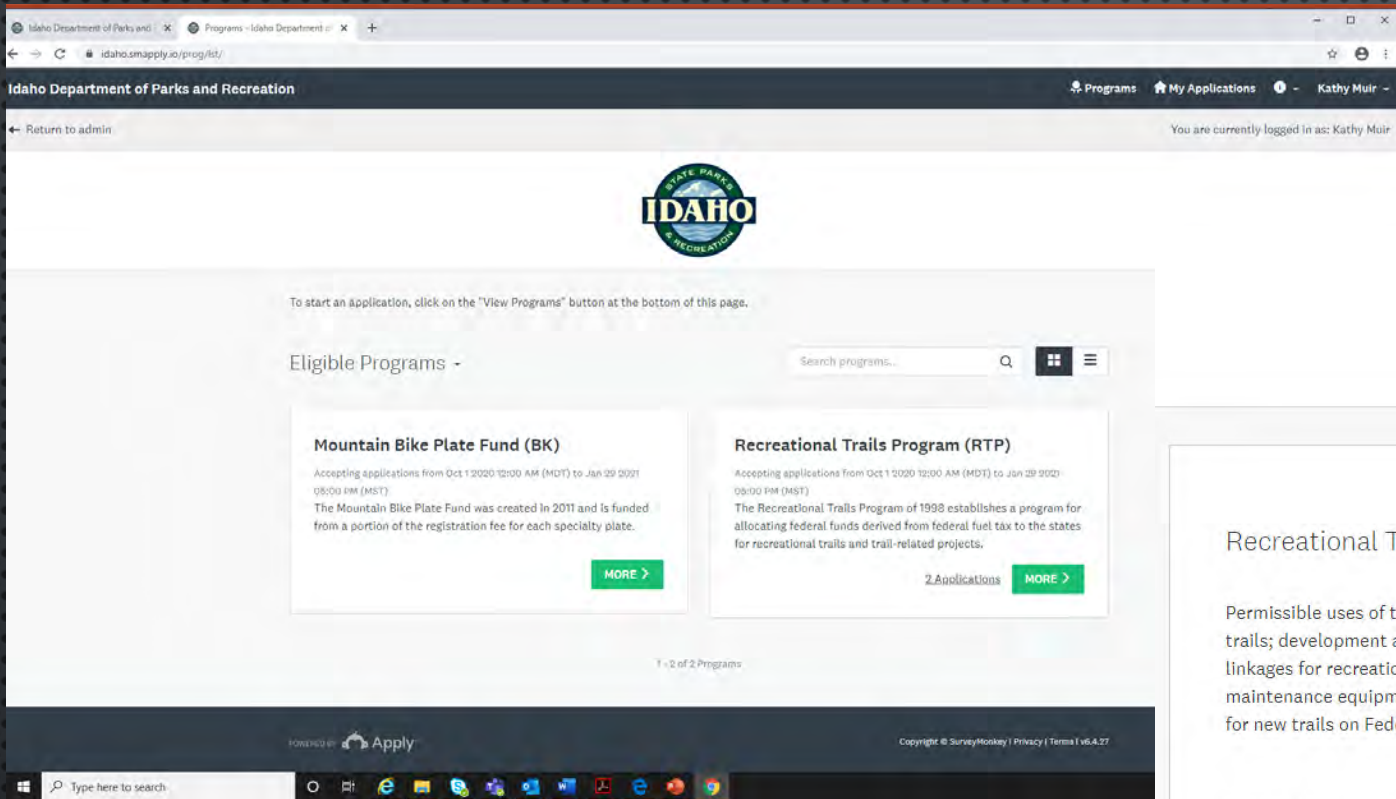 Idaho Department of Parks and
Programs - Idaho Department o
idaho.smapply.io/prog/lst/
Idaho Department of Parks and Recreation
Programs
My Applications
Kathy Muir
Return to admin
You are currently logged in as: Kathy Muir
STATE PARKS
IDAHO
& RECREATION
To start an application, click on the "View Programs" button at the bottom of this page.
Eligible Programs
Search programs...
Mountain Bike Plate Fund (BK)
Accepting applications from Oct 1 2020 12:00 AM (MDT) to Jan 29 2021
05:00 PM (MST)
The Mountain Bike Plate Fund was created in 2011 and is funded
from a portion of the registration fee for each specialty plate.
MORE >
Recreational Trails Program (RTP)
Accepting applications from Oct 1 2020 12:00 AM (MDT) to Jan 29 2021
05:00 PM (MST)
The Recreational Trails Program of 1998 establishes a program for
allocating federal funds derived from federal fuel tax to the states
for recreational trails and trail-related projects.
2 Applications
MORE >
1 - 2 of 2 Programs
Recreational T
Permissible uses of t
trails; development a
linkages for recreatio
maintenance equipm
for new trails on Fed
POWERED BY Apply
Copyright © SurveyMonkey | Privacy | Terms | v6.4.27
Type here to search